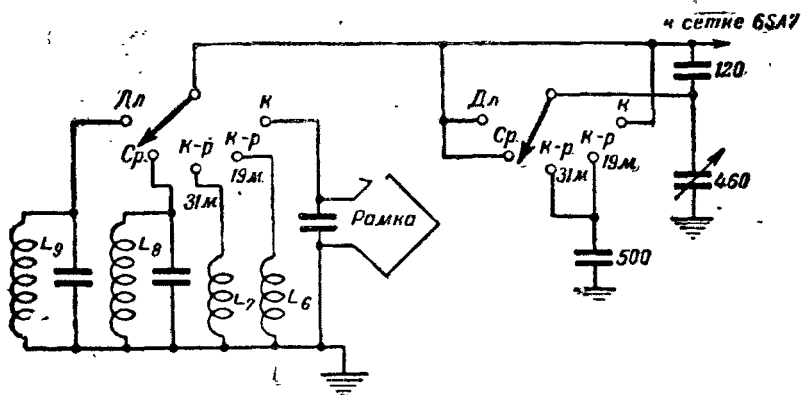 к сетке 6SA7
120
Дл
Ср.
К-р
31м
К-р
19м.
К
Рамка
L9
L8
L7
L6
Дл
Ср.
К-р.
31м
К-р
19м,
К
460
500